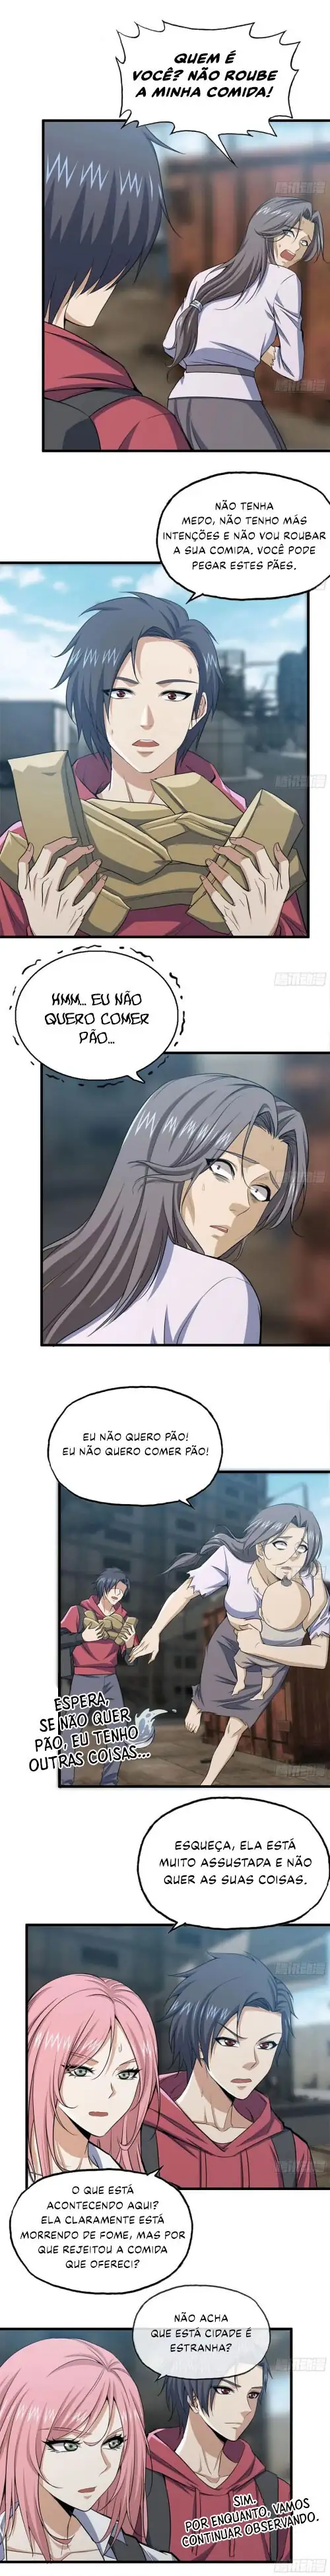 QUEM É
VOCÊ? NÃO ROUBE
A MINHA COMIDA!
NÃO TENHA
MEDO, NÃO TENHO MÁS
INTENÇÕES E NÃO VOU ROUBAR
A SUA COMIDA. VOCÊ PODE
PEGAR ESTES PÃES.
HMM... EU NÃO
QUERO COMER
PÃO...
EU NÃO QUERO PÃO!
EU NÃO QUERO COMER PÃO!
ESPERA,
SE NÃO QUER
PÃO, EU TENHO
OUTRAS COISAS...
ESQUEÇA, ELA ESTÁ
MUITO ASSUSTADA E NÃO
QUER AS SUAS COISAS.
O QUE ESTÁ
ACONTECENDO AQUI?
ELA CLARAMENTE ESTÁ
MORRENDO DE FOME, MAS POR
QUE REJEITOU A COMIDA
QUE OFERECI?
NÃO ACHA
QUE ESTÁ CIDADE É
ESTRANHA?
SIM.
POR ENQUANTO, VAMOS
CONTINUAR OBSERVANDO.